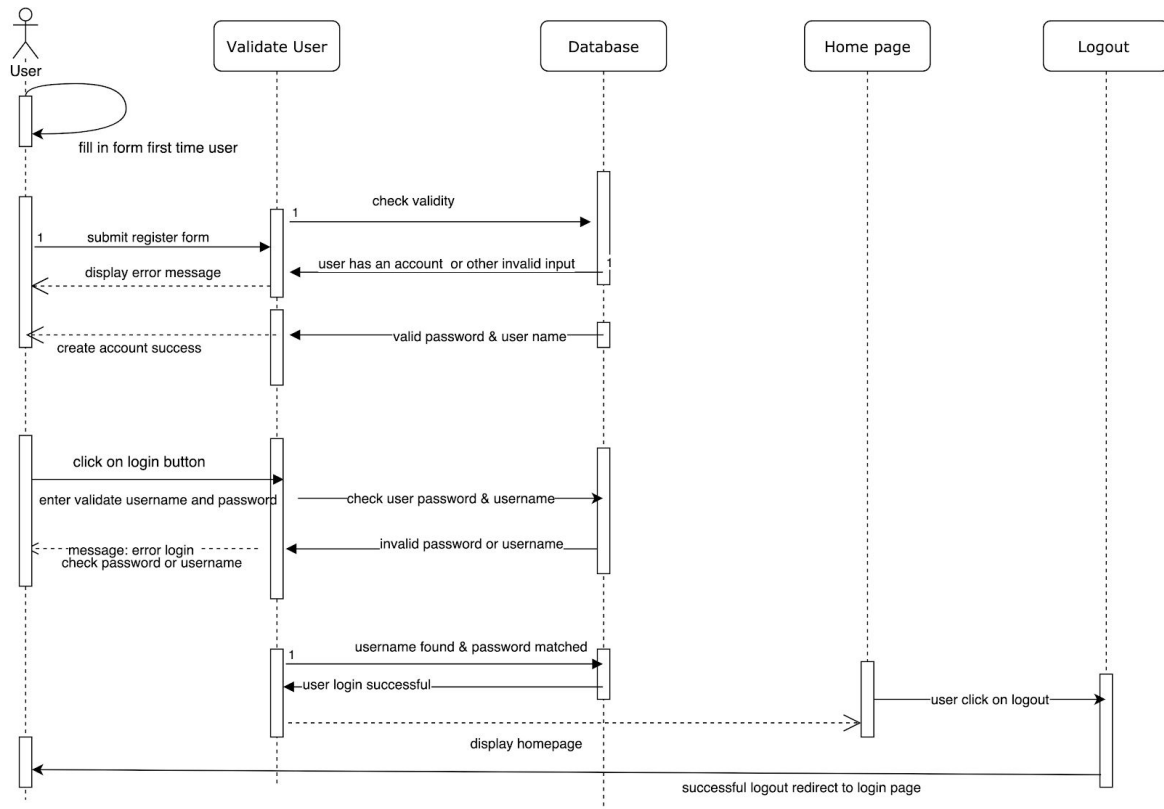 User
Validate User
Database
Home page
Logout
fill in form first time user
check validity
1
1
submit register form
user has an account or other invalid input
1
display error message
valid password & user name
create account success
click on login button
enter validate username and password
check user password & username
invalid password or username
message: error login
check password or username
username found & password matched
1
user login successful
user click on logout
display homepage
successful logout redirect to login page